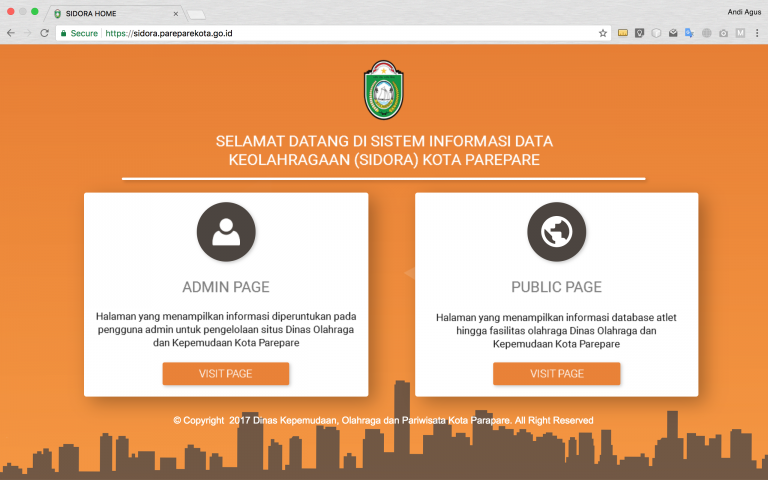 SIDORA HOME
Andi Agus
Secure
https://sidora.pareparekota.go.id
SELAMAT DATANG DI SISTEM INFORMASI DATA
KEOLAHRAGAAN (SIDORA) KOTA PAREPARE
ADMIN PAGE
Halaman yang menampilkan informasi diperuntukan pada
pengguna admin untuk pengelolaan situs Dinas Olahraga
dan Kepemudaan Kota Parepare
VISIT PAGE
PUBLIC PAGE
Halaman yang menampilkan informasi database atlet
hingga fasilitas olahraga Dinas Olahraga dan
Kepemudaan Kota Parepare
VISIT PAGE
© Copyright 2017 Dinas Kepemudaan, Olahraga dan Pariwisata Kota Parapare. All Right Reserved